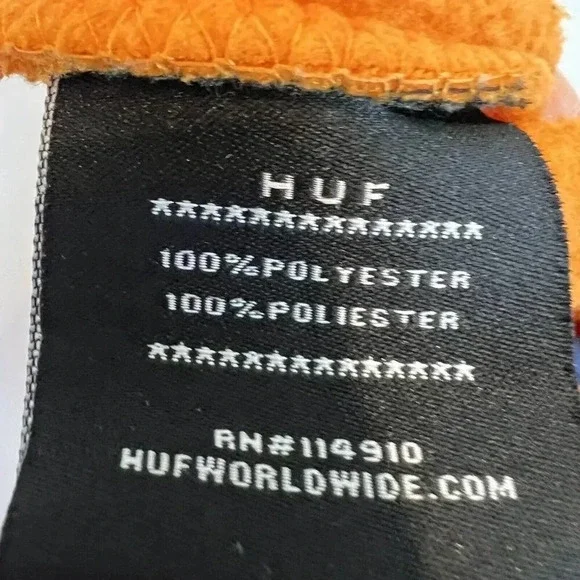 HUF
★★★★★★★★★★★★★★
100%POLYESTER
100%POLIESTER
★★★★★★★★★★★★★★
RN#114910
HUFWORLDWIDE.COM